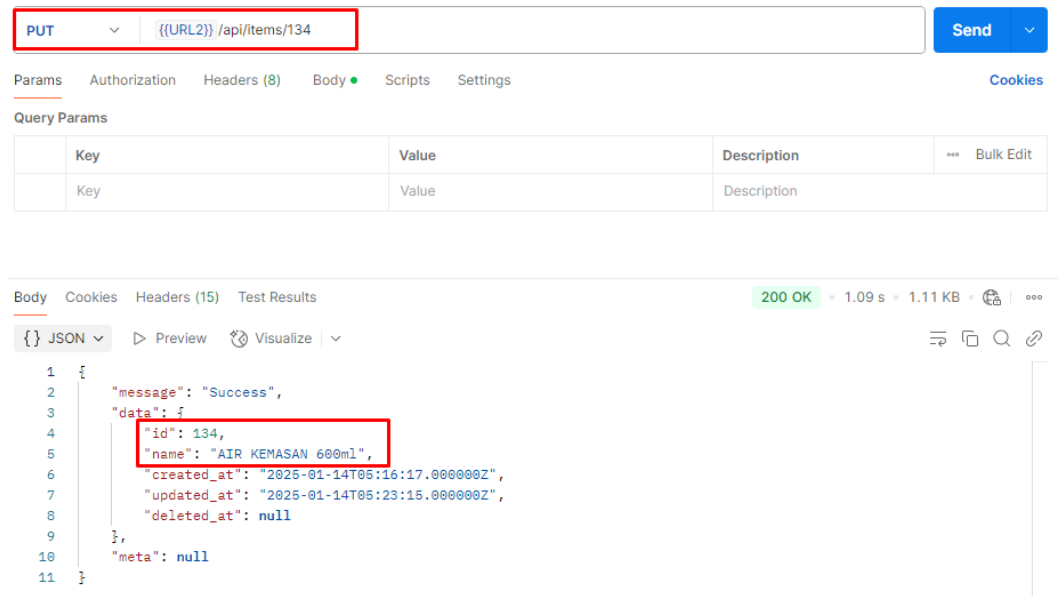 PUT {{URL2}}/api/items/134 Send
Params Authorization Headers (8) Body Scripts Settings Cookies
Query Params
Key Value Description Bulk Edit
Key Value Description
Body Cookies Headers (15) Test Results 200 OK 1.09 s 1.11 KB
{} JSON Preview Visualize
1 {
2 "message": "Success",
3 "data": {
4 "id": 134,
5 "name": "AIR KEMASAN 600ml",
6 "created_at": "2025-01-14T05:16:17.000000Z",
7 "updated_at": "2025-01-14T05:23:15.000000Z",
8 "deleted_at": null
9 },
10 "meta": null
11 }